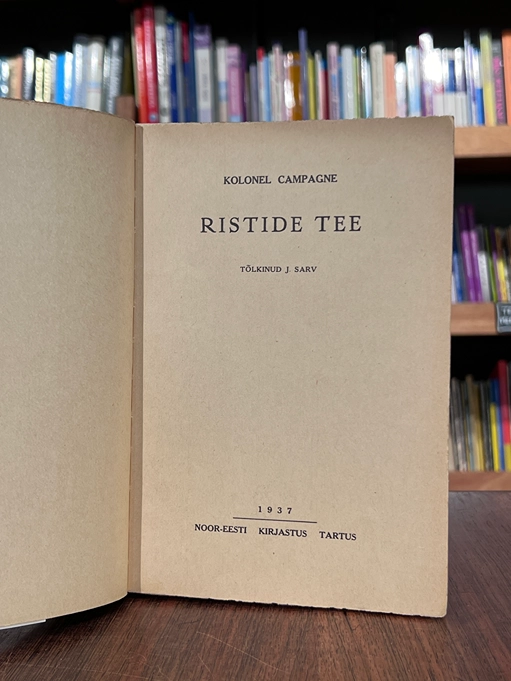 KOLONEL CAMPAGNE
RISTIDE TEE
TÕLKINUD J. SARV
1937
NOOR-EESTI KIRJASTUS TARTUS